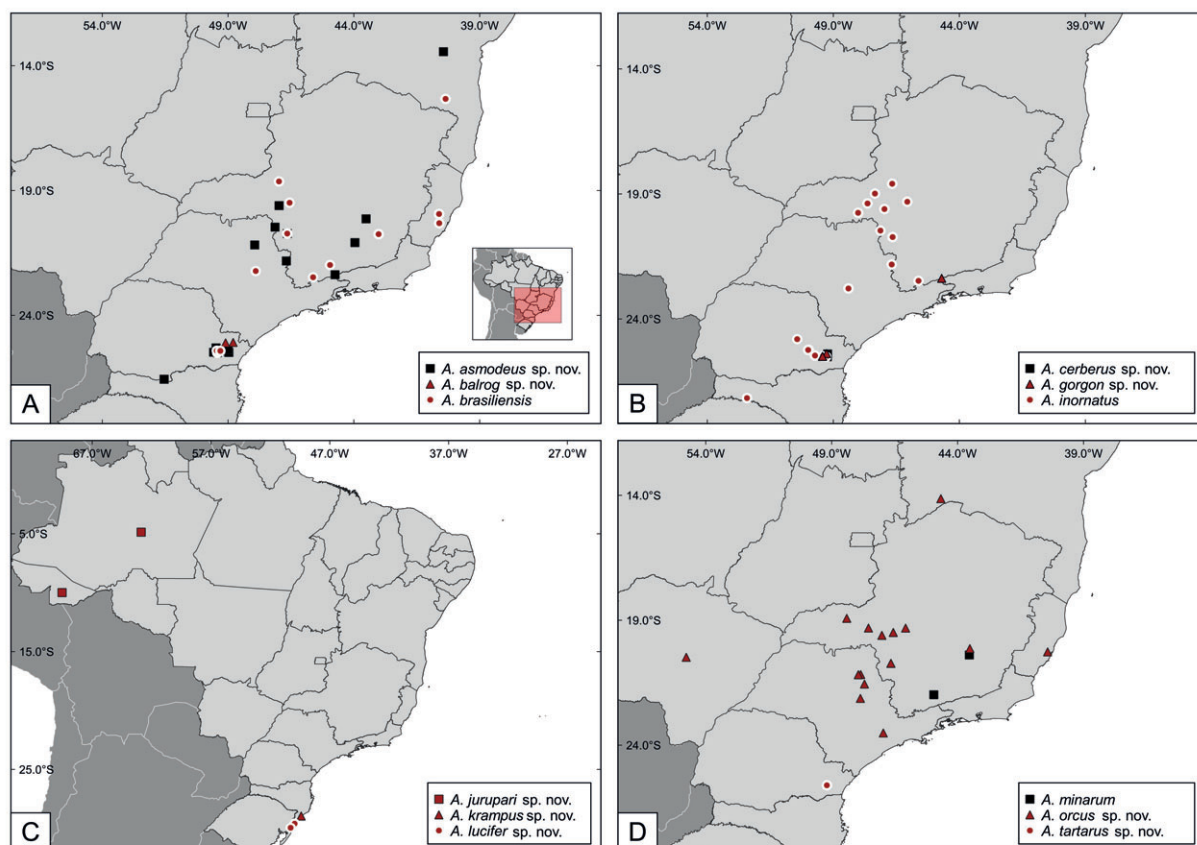 54.0°W 49.0°W 44.0°W 39.0°W
14.0°S
19.0°S
24.0°S
A. asmodeus sp. nov.
A. balrog sp. nov.
A. brasiliensis
A
54.0°W 49.0°W 44.0°W 39.0°W
14.0°S
19.0°S
24.0°S
A. cerberus sp. nov.
A. gorgon sp. nov.
A. inornatus
B
67.0°W 57.0°W 47.0°W 37.0°W 27.0°W
5.0°S
15.0°S
25.0°S
A. jurupari sp. nov.
A. krampus sp. nov.
A. lucifer sp. nov.
C
54.0°W 49.0°W 44.0°W 39.0°W
14.0°S
19.0°S
24.0°S
A. minarum
A. orcus sp. nov.
A. tartarus sp. nov.
D